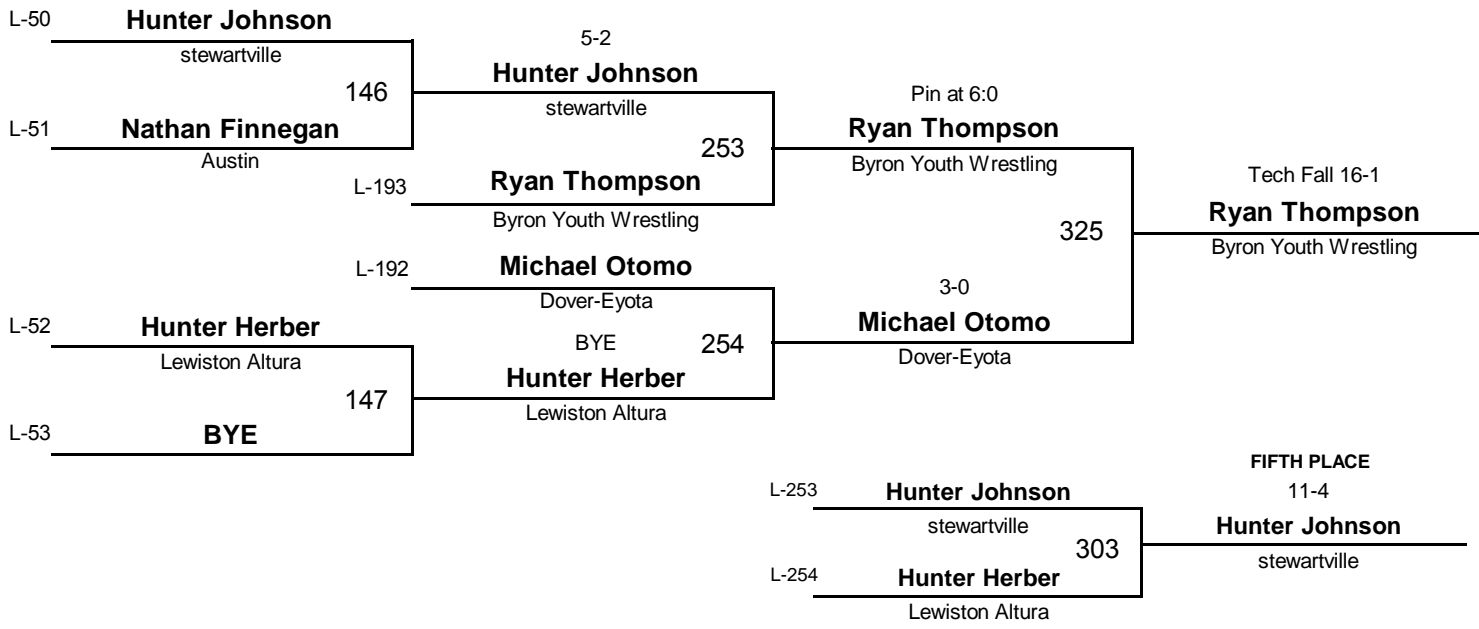 L-50
Hunter Johnson
stewartville
146
L-51
Nathan Finnegan
Austin
5-2
Hunter Johnson
stewartville
253
L-193
Ryan Thompson
Byron Youth Wrestling
Pin at 6:0
Ryan Thompson
Byron Youth Wrestling
325
Tech Fall 16-1
Ryan Thompson
Byron Youth Wrestling
L-192
Michael Otomo
Dover-Eyota
254
3-0
Michael Otomo
Dover-Eyota
L-52
Hunter Herber
Lewiston Altura
147
L-53
BYE
BYE
Hunter Herber
Lewiston Altura
L-253
Hunter Johnson
stewartville
303
L-254
Hunter Herber
Lewiston Altura
FIFTH PLACE
11-4
Hunter Johnson
stewartville